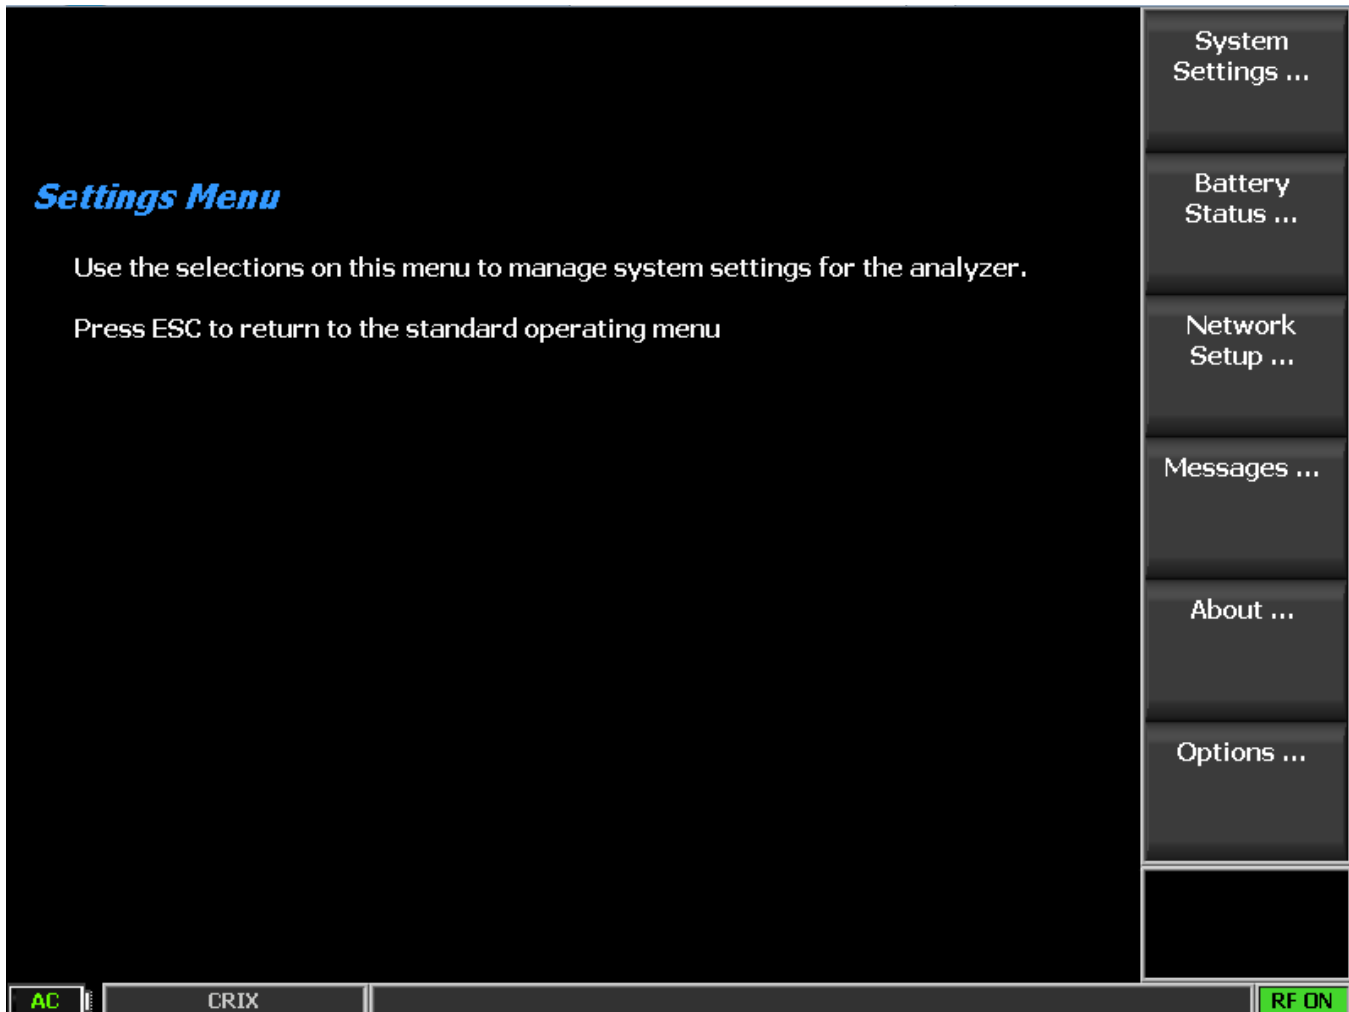 System
Settings ...
Battery
Status ...
Settings Menu
Use the selections on this menu to manage system settings for the analyzer.
Press ESC to return to the standard operating menu
Network
Setup ...
Messages ...
About ...
Options ...
AC
CRIX
RF ON